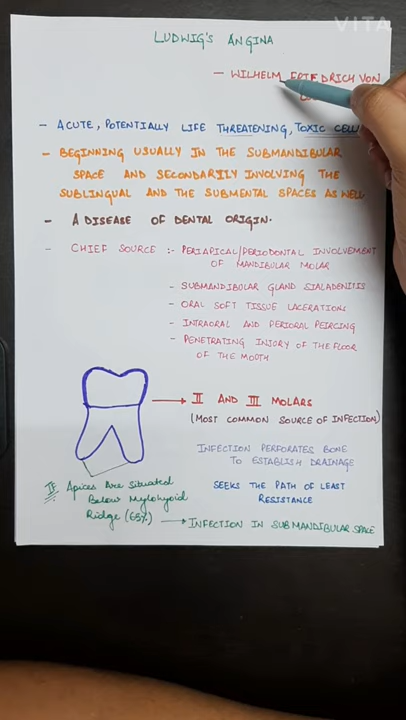 VITA
LUDWIG'S ANGINA
- WILHELM FRIEDRICH VON
- ACUTE, POTENTIALLY LIFE THREATENING, TOXIC
- BEGINNING USUALLY IN THE SUBMANDIBULAR
SPACE AND SECONDARILY INVOLVING THE
SUBLINGUAL AND THE SUBMENTAL SPACES AS WELL
- A DISEASE OF DENTAL ORIGIN.
- CHIEF SOURCE :- PERIAPICAL/PERIODONTAL INVOLVEMENT
OF MANDIBULAR MOLAR
- SUBMANDIBULAR GLAND SIALADENITIS
- ORAL SOFT TISSUE LACERATIONS
- INTRAORAL AND PERIORAL PEIRCING
- PENETRATING INJORY OF THE FLOOR
OF THE MOUTH
→ II AND III MOLARS
(MOST COMMON SOURCE OF INFECTION)
INFECTION PERFORATES BONE
TO ESTABLISH DRAINAGE
SEEKS THE PATH OF LEAST
RESISTANCE
IF Apices Are Situated
Below Mylohyoid
Ridge (65%) → INFECTION IN SUBMANDIBULAR SPACE